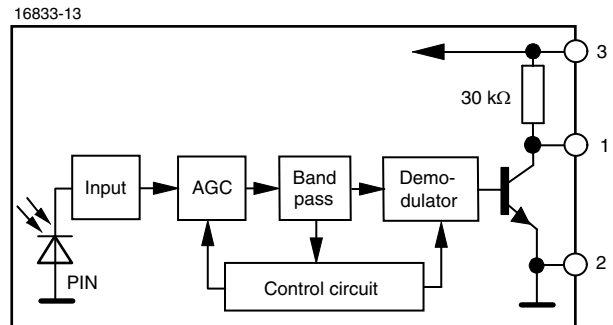 16833-13
3
30 kΩ
1
Input
AGC
Band
pass
Demo-
dulator
2
PIN
Control circuit